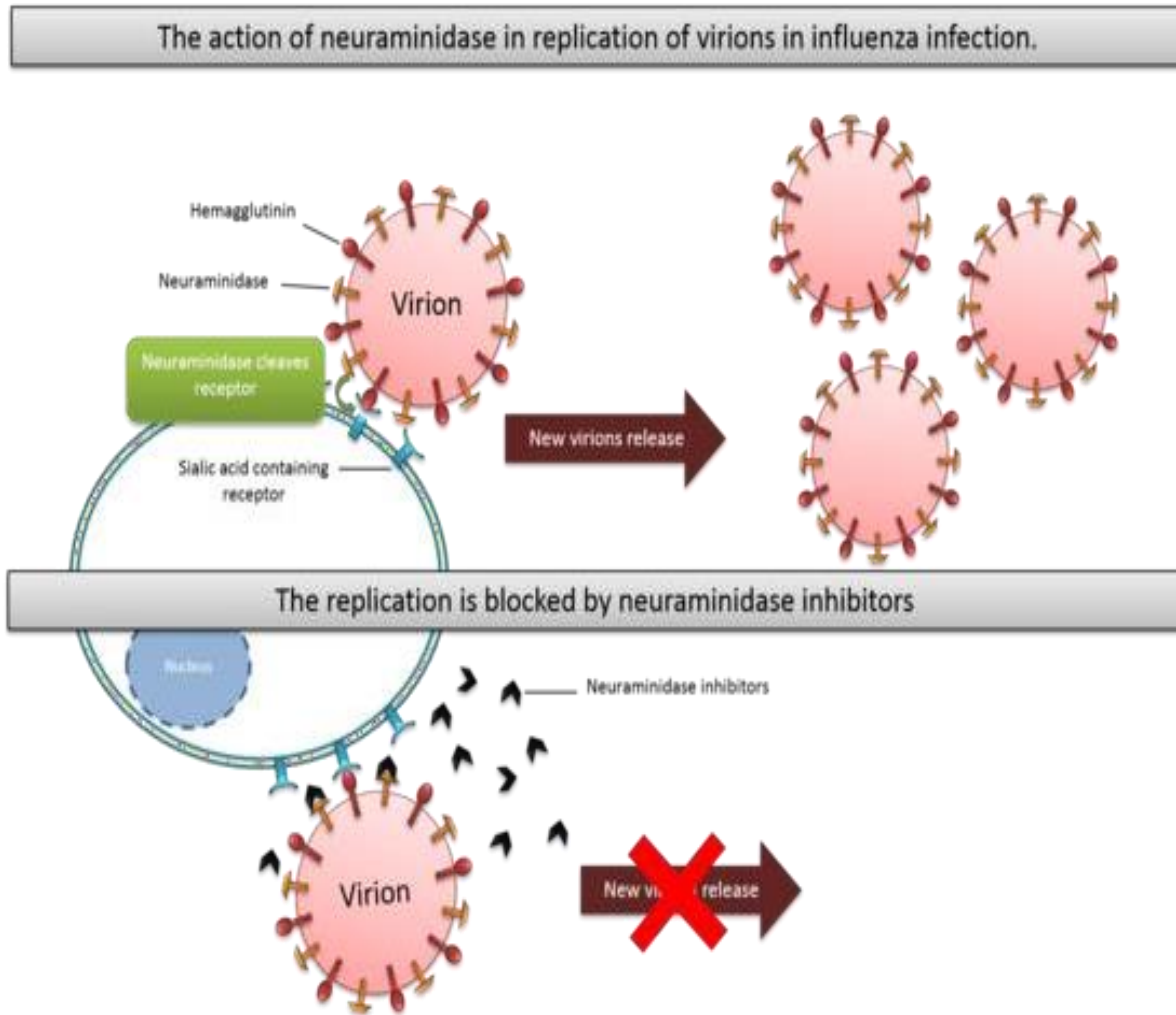 The action of neuraminidase in replication of virions in influenza infection.
Hemagglutinin
Neuraminidase
Virion
Neuraminidase cleaves
receptor
New virions release
Sialic acid containing
receptor
The replication is blocked by neuraminidase inhibitors
Nucleus
Neuraminidase inhibitors
Virion
New virions release